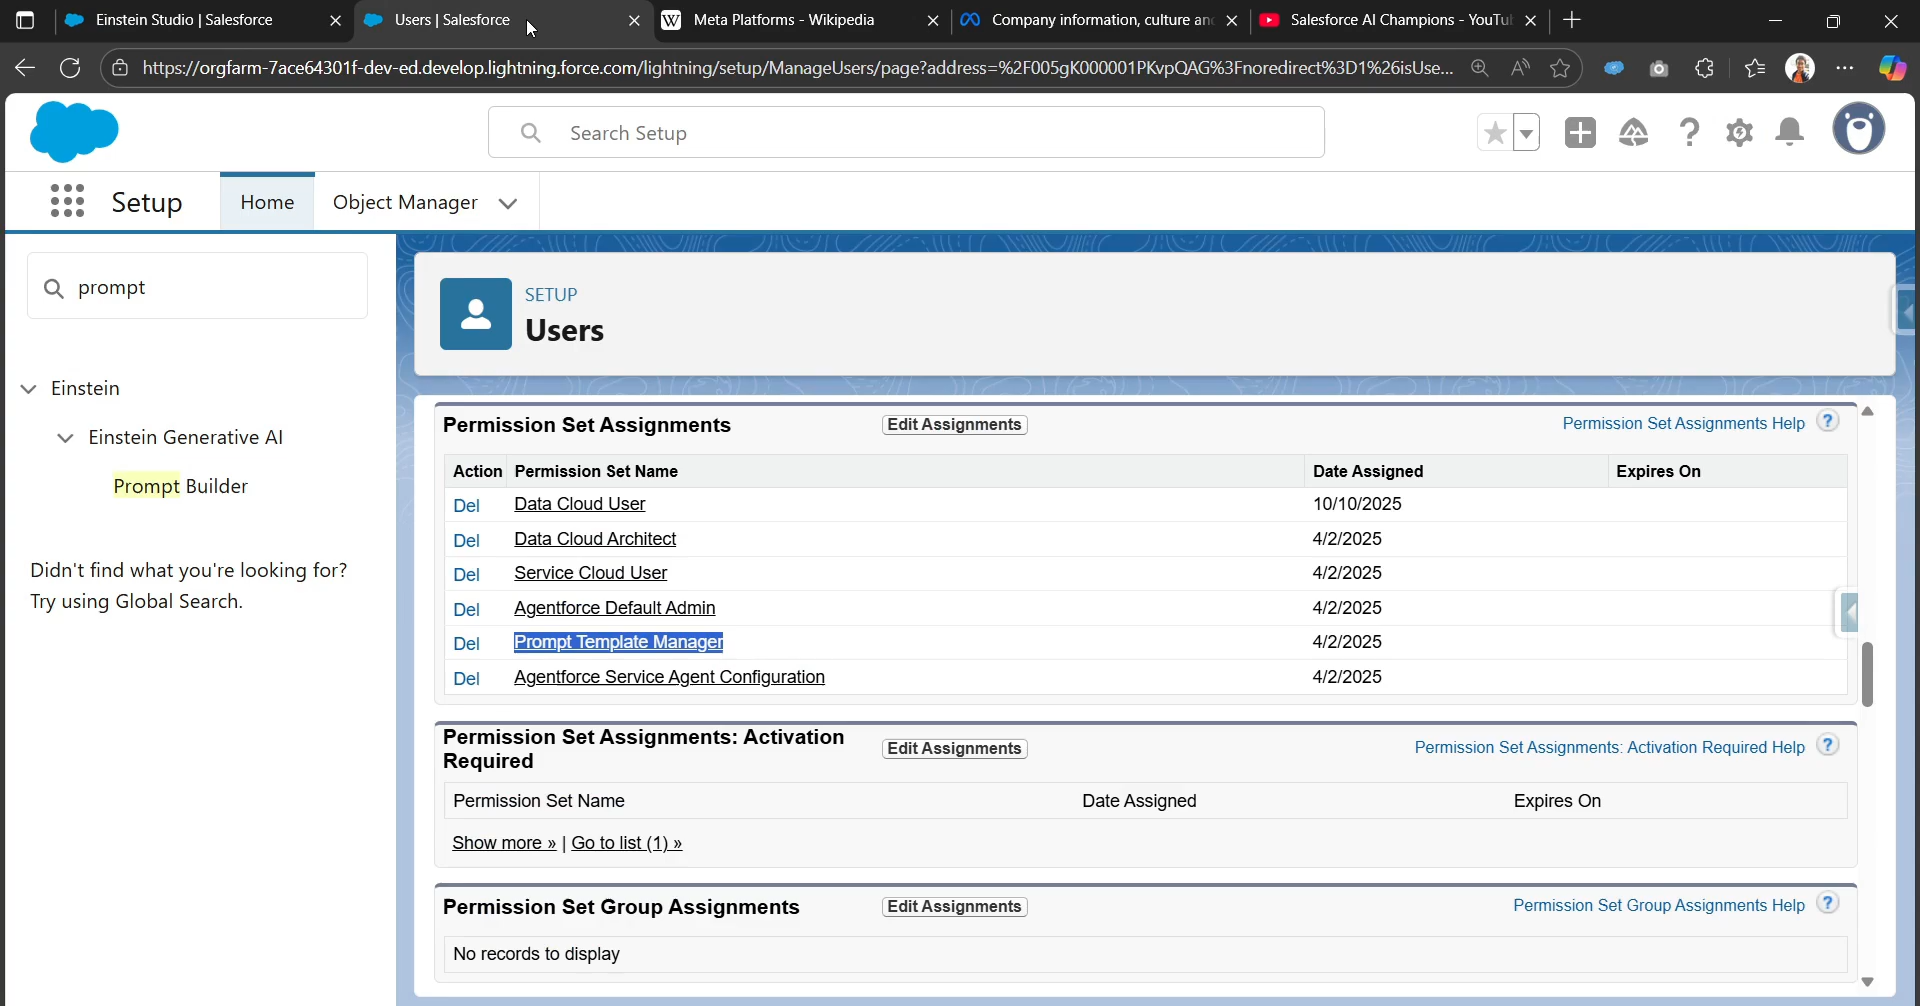 Einstein Studio | Salesforce
Users | Salesforce
Meta Platforms - Wikipedia
Company information, culture an
Salesforce AI Champions - YouTu
https://orgfarm-7ace64301f-dev-ed.develop.lightning.force.com/lightning/setup/ManageUsers/page?address=%2F005gK000001PKvpQAG%3Fnoredirect%3D1%26isUse...
Search Setup
Setup
Home
Object Manager
prompt
SETUP
Users
Einstein
Einstein Generative AI
Prompt Builder
Didn't find what you're looking for?
Try using Global Search.
Permission Set Assignments
Edit Assignments
Permission Set Assignments Help ?
Action Permission Set Name Date Assigned Expires On
Del Data Cloud User 10/10/2025
Del Data Cloud Architect 4/2/2025
Del Service Cloud User 4/2/2025
Del Agentforce Default Admin 4/2/2025
Del Prompt Template Manager 4/2/2025
Del Agentforce Service Agent Configuration 4/2/2025
Permission Set Assignments: Activation
Required
Edit Assignments
Permission Set Assignments: Activation Required Help ?
Permission Set Name Date Assigned Expires On
Show more » | Go to list (1) »
Permission Set Group Assignments
Edit Assignments
Permission Set Group Assignments Help ?
No records to display